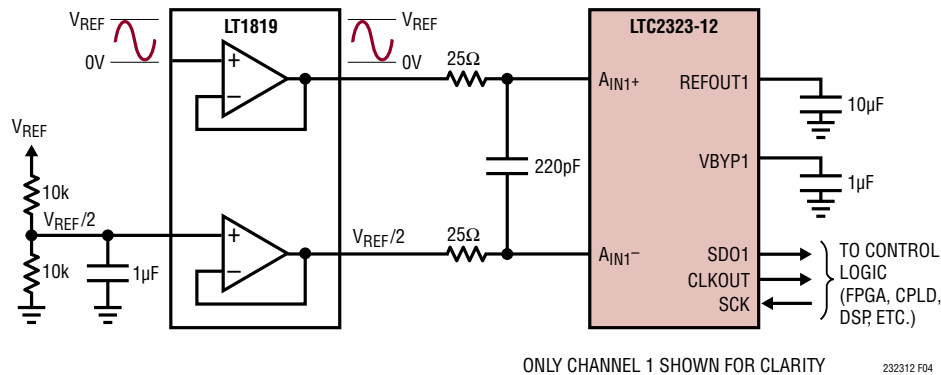 LT1819
LTC2323-12
VREF
0V
VREF
0V
+
–
25Ω
AIN1+
REFOUT1
10µF
VREF
10k
VREF/2
10k
1µF
+
–
VREF/2
25Ω
220pF
AIN1–
VBYP1
1µF
SDO1
CLKOUT
SCK
TO CONTROL
LOGIC
(FPGA, CPLD,
DSP, ETC.)
ONLY CHANNEL 1 SHOWN FOR CLARITY
232312 F04